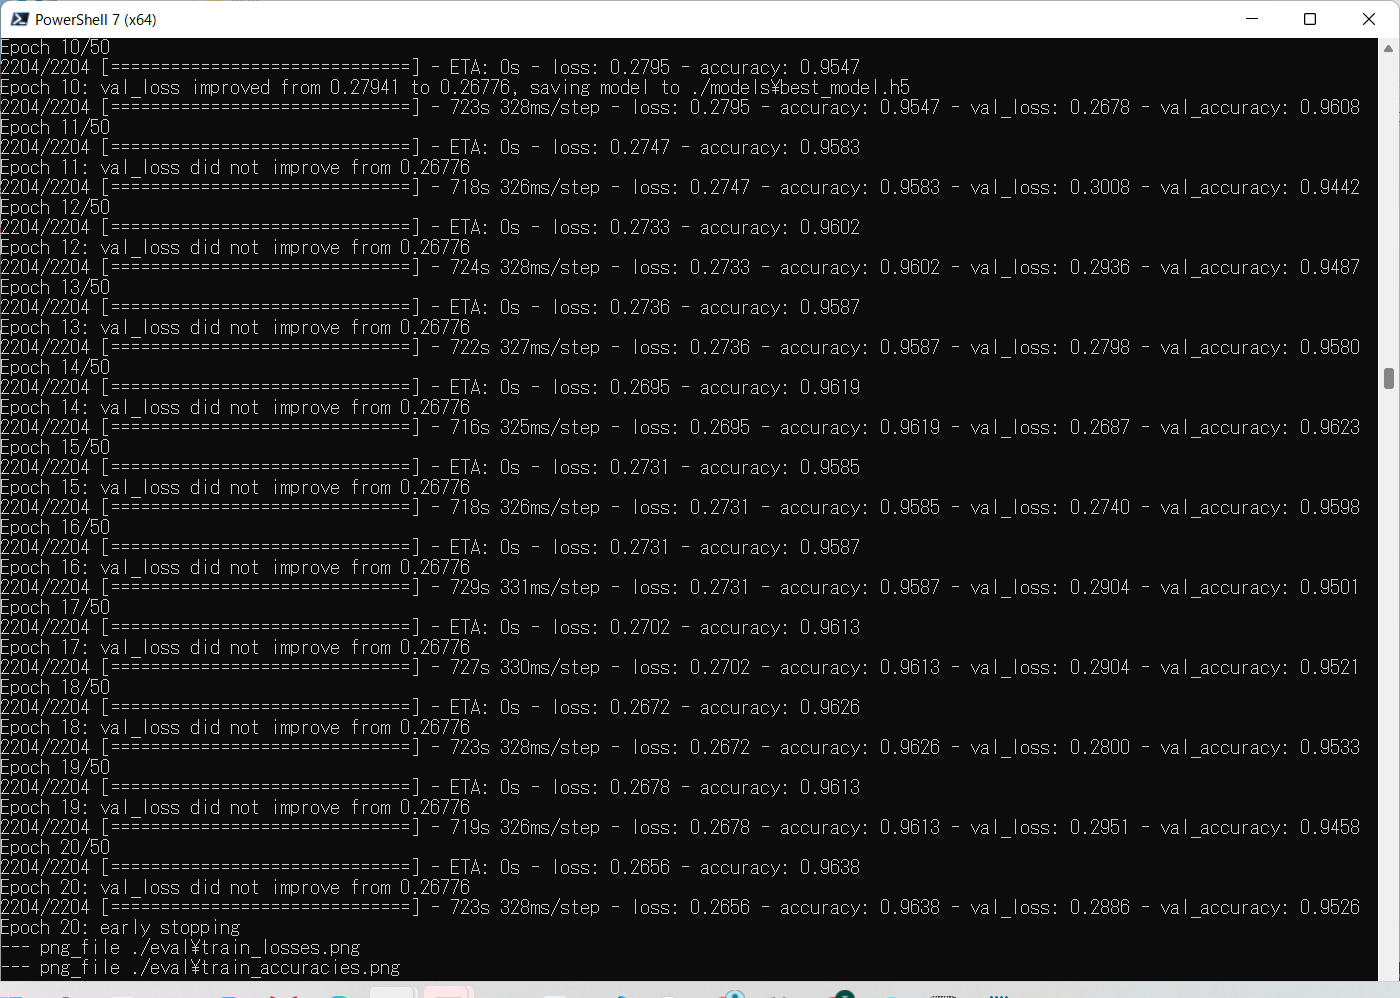 PowerShell 7 (x64)
Epoch 10/50
2204/2204 [==============================] - ETA: 0s - loss: 0.2795 - accuracy: 0.9547
Epoch 10: val_loss improved from 0.27941 to 0.26776, saving model to ./models¥best_model.h5
2204/2204 [==============================] - 723s 328ms/step - loss: 0.2795 - accuracy: 0.9547 - val_loss: 0.2678 - val_accuracy: 0.9608
Epoch 11/50
2204/2204 [==============================] - ETA: 0s - loss: 0.2747 - accuracy: 0.9583
Epoch 11: val_loss did not improve from 0.26776
2204/2204 [==============================] - 718s 326ms/step - loss: 0.2747 - accuracy: 0.9583 - val_loss: 0.3008 - val_accuracy: 0.9442
Epoch 12/50
2204/2204 [==============================] - ETA: 0s - loss: 0.2733 - accuracy: 0.9602
Epoch 12: val_loss did not improve from 0.26776
2204/2204 [==============================] - 724s 328ms/step - loss: 0.2733 - accuracy: 0.9602 - val_loss: 0.2936 - val_accuracy: 0.9487
Epoch 13/50
2204/2204 [==============================] - ETA: 0s - loss: 0.2736 - accuracy: 0.9587
Epoch 13: val_loss did not improve from 0.26776
2204/2204 [==============================] - 722s 327ms/step - loss: 0.2736 - accuracy: 0.9587 - val_loss: 0.2798 - val_accuracy: 0.9580
Epoch 14/50
2204/2204 [==============================] - ETA: 0s - loss: 0.2695 - accuracy: 0.9619
Epoch 14: val_loss did not improve from 0.26776
2204/2204 [==============================] - 716s 325ms/step - loss: 0.2695 - accuracy: 0.9619 - val_loss: 0.2687 - val_accuracy: 0.9623
Epoch 15/50
2204/2204 [==============================] - ETA: 0s - loss: 0.2731 - accuracy: 0.9585
Epoch 15: val_loss did not improve from 0.26776
2204/2204 [==============================] - 718s 326ms/step - loss: 0.2731 - accuracy: 0.9585 - val_loss: 0.2740 - val_accuracy: 0.9598
Epoch 16/50
2204/2204 [==============================] - ETA: 0s - loss: 0.2731 - accuracy: 0.9587
Epoch 16: val_loss did not improve from 0.26776
2204/2204 [==============================] - 729s 331ms/step - loss: 0.2731 - accuracy: 0.9587 - val_loss: 0.2904 - val_accuracy: 0.9501
Epoch 17/50
2204/2204 [==============================] - ETA: 0s - loss: 0.2702 - accuracy: 0.9613
Epoch 17: val_loss did not improve from 0.26776
2204/2204 [==============================] - 727s 330ms/step - loss: 0.2702 - accuracy: 0.9613 - val_loss: 0.2904 - val_accuracy: 0.9521
Epoch 18/50
2204/2204 [==============================] - ETA: 0s - loss: 0.2672 - accuracy: 0.9626
Epoch 18: val_loss did not improve from 0.26776
2204/2204 [==============================] - 723s 328ms/step - loss: 0.2672 - accuracy: 0.9626 - val_loss: 0.2800 - val_accuracy: 0.9533
Epoch 19/50
2204/2204 [==============================] - ETA: 0s - loss: 0.2678 - accuracy: 0.9613
Epoch 19: val_loss did not improve from 0.26776
2204/2204 [==============================] - 719s 326ms/step - loss: 0.2678 - accuracy: 0.9613 - val_loss: 0.2951 - val_accuracy: 0.9458
Epoch 20/50
2204/2204 [==============================] - ETA: 0s - loss: 0.2656 - accuracy: 0.9638
Epoch 20: val_loss did not improve from 0.26776
2204/2204 [==============================] - 723s 328ms/step - loss: 0.2656 - accuracy: 0.9638 - val_loss: 0.2886 - val_accuracy: 0.9526
Epoch 20: early stopping
--- png_file ./eval¥train_losses.png
--- png_file ./eval¥train_accuracies.png